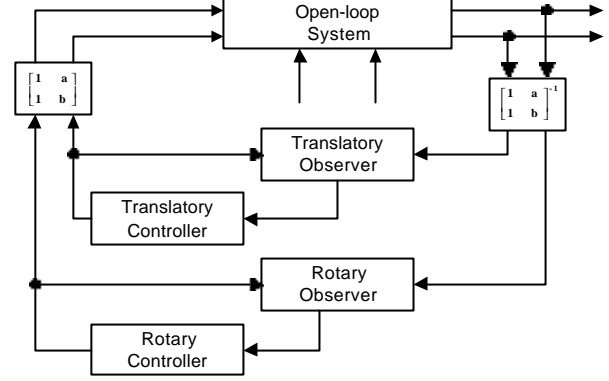 Open-loop
System
1 a
1 b
1 a -1
1 b
Translatory
Observer
Translatory
Controller
Rotary
Observer
Rotary
Controller